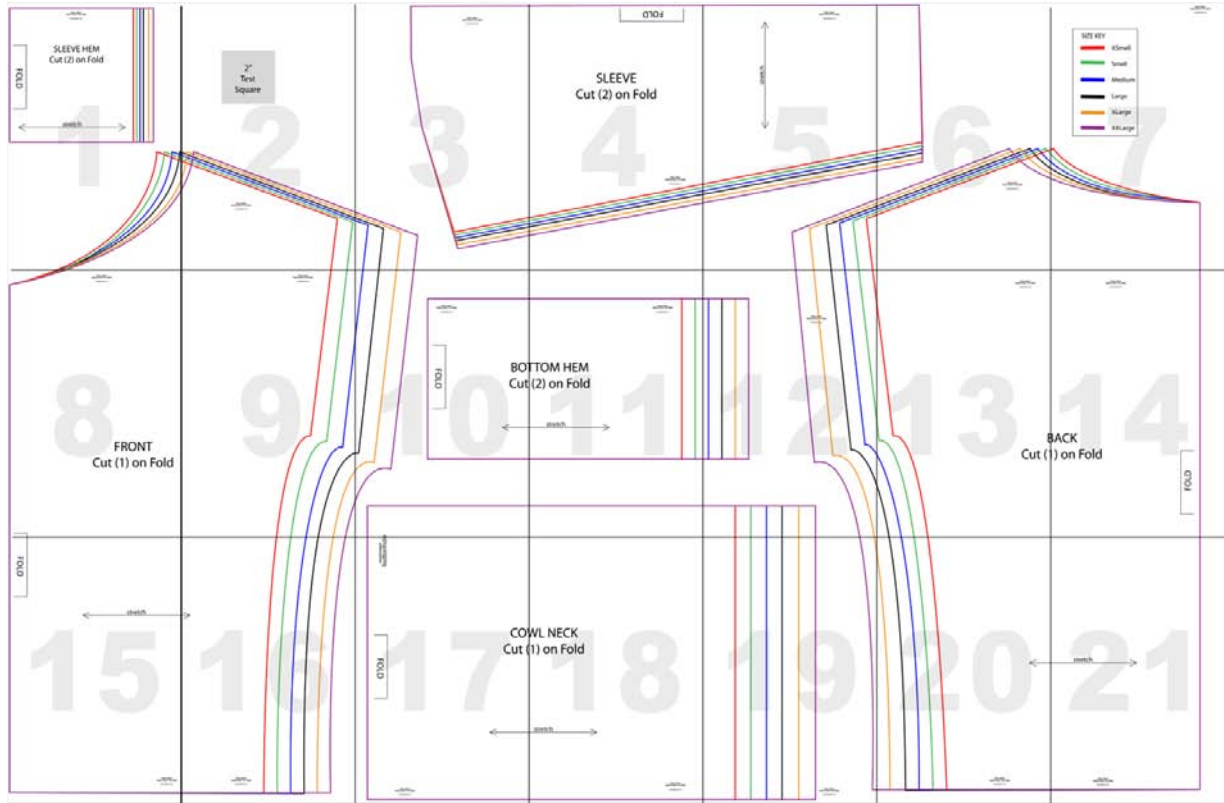 SLEEVE HEM
Cut (2) on Fold
FOLD
stretch
2"
Test
Square
FOLD
SLEEVE
Cut (2) on Fold
stretch
SIZE KEY
XSmall
Small
Medium
Large
XLarge
XXLarge
1
2
3
4
5
6
7
BOTTOM HEM
Cut (2) on Fold
FOLD
stretch
FRONT
Cut (1) on Fold
BACK
Cut (1) on Fold
FOLD
8
9
10
11
12
13
14
FOLD
stretch
COWL NECK
Cut (1) on Fold
FOLD
stretch
stretch
15
16
17
18
19
20
21